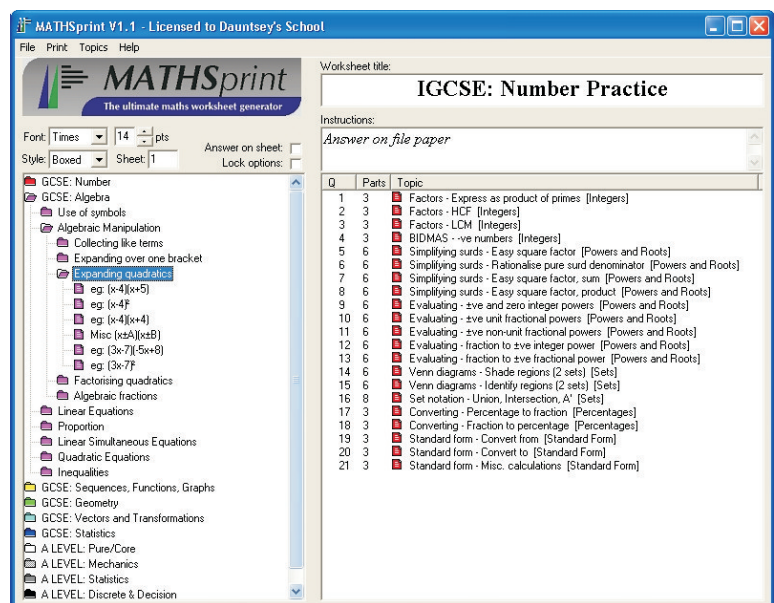 MATHSprint V1.1 - Licensed to Dauntsey's School
File Print Topics Help
MATHSprint
The ultimate maths worksheet generator
Font: Times 14 pts
Answer on sheet:
Style: Boxed Sheet: 1
Lock options:
GCSE: Number
GCSE: Algebra
Use of symbols
Algebraic Manipulation
Collecting like terms
Expanding over one bracket
Expanding quadratics
eg: (x-4)(x+5)
eg: (x-4)²
eg: (x-4)(x+4)
Misc (x±A)(x±B)
eg: (3x-7)(-5x+8)
eg: (3x-7)²
Factorising quadratics
Algebraic fractions
Linear Equations
Proportion
Linear Simultaneous Equations
Quadratic Equations
Inequalities
GCSE: Sequences, Functions, Graphs
GCSE: Geometry
GCSE: Vectors and Transformations
GCSE: Statistics
A LEVEL: Pure/Core
A LEVEL: Mechanics
A LEVEL: Statistics
A LEVEL: Discrete & Decision
Worksheet title:
IGCSE: Number Practice
Instructions:
Answer on file paper
Q Parts Topic
1 3 Factors - Express as product of primes [Integers]
2 3 Factors - HCF [Integers]
3 3 Factors - LCM [Integers]
4 3 BIDMAS - -ve numbers [Integers]
5 6 Simplifying surds - Easy square factor [Powers and Roots]
6 6 Simplifying surds - Rationalise pure surd denominator [Powers and Roots]
7 6 Simplifying surds - Easy square factor, sum [Powers and Roots]
8 6 Simplifying surds - Easy square factor, product [Powers and Roots]
9 6 Evaluating - ±ve and zero integer powers [Powers and Roots]
10 6 Evaluating - ±ve unit fractional powers [Powers and Roots]
11 6 Evaluating - ±ve non-unit fractional powers [Powers and Roots]
12 6 Evaluating - fraction to ±ve integer power [Powers and Roots]
13 6 Evaluating - fraction to ±ve fractional power [Powers and Roots]
14 6 Venn diagrams - Shade regions (2 sets) [Sets]
15 6 Venn diagrams - Identify regions (2 sets) [Sets]
16 8 Set notation - Union, Intersection, A' [Sets]
17 3 Converting - Percentage to fraction [Percentages]
18 3 Converting - Fraction to percentage [Percentages]
19 3 Standard form - Convert from [Standard Form]
20 3 Standard form - Convert to [Standard Form]
21 3 Standard form - Misc. calculations [Standard Form]